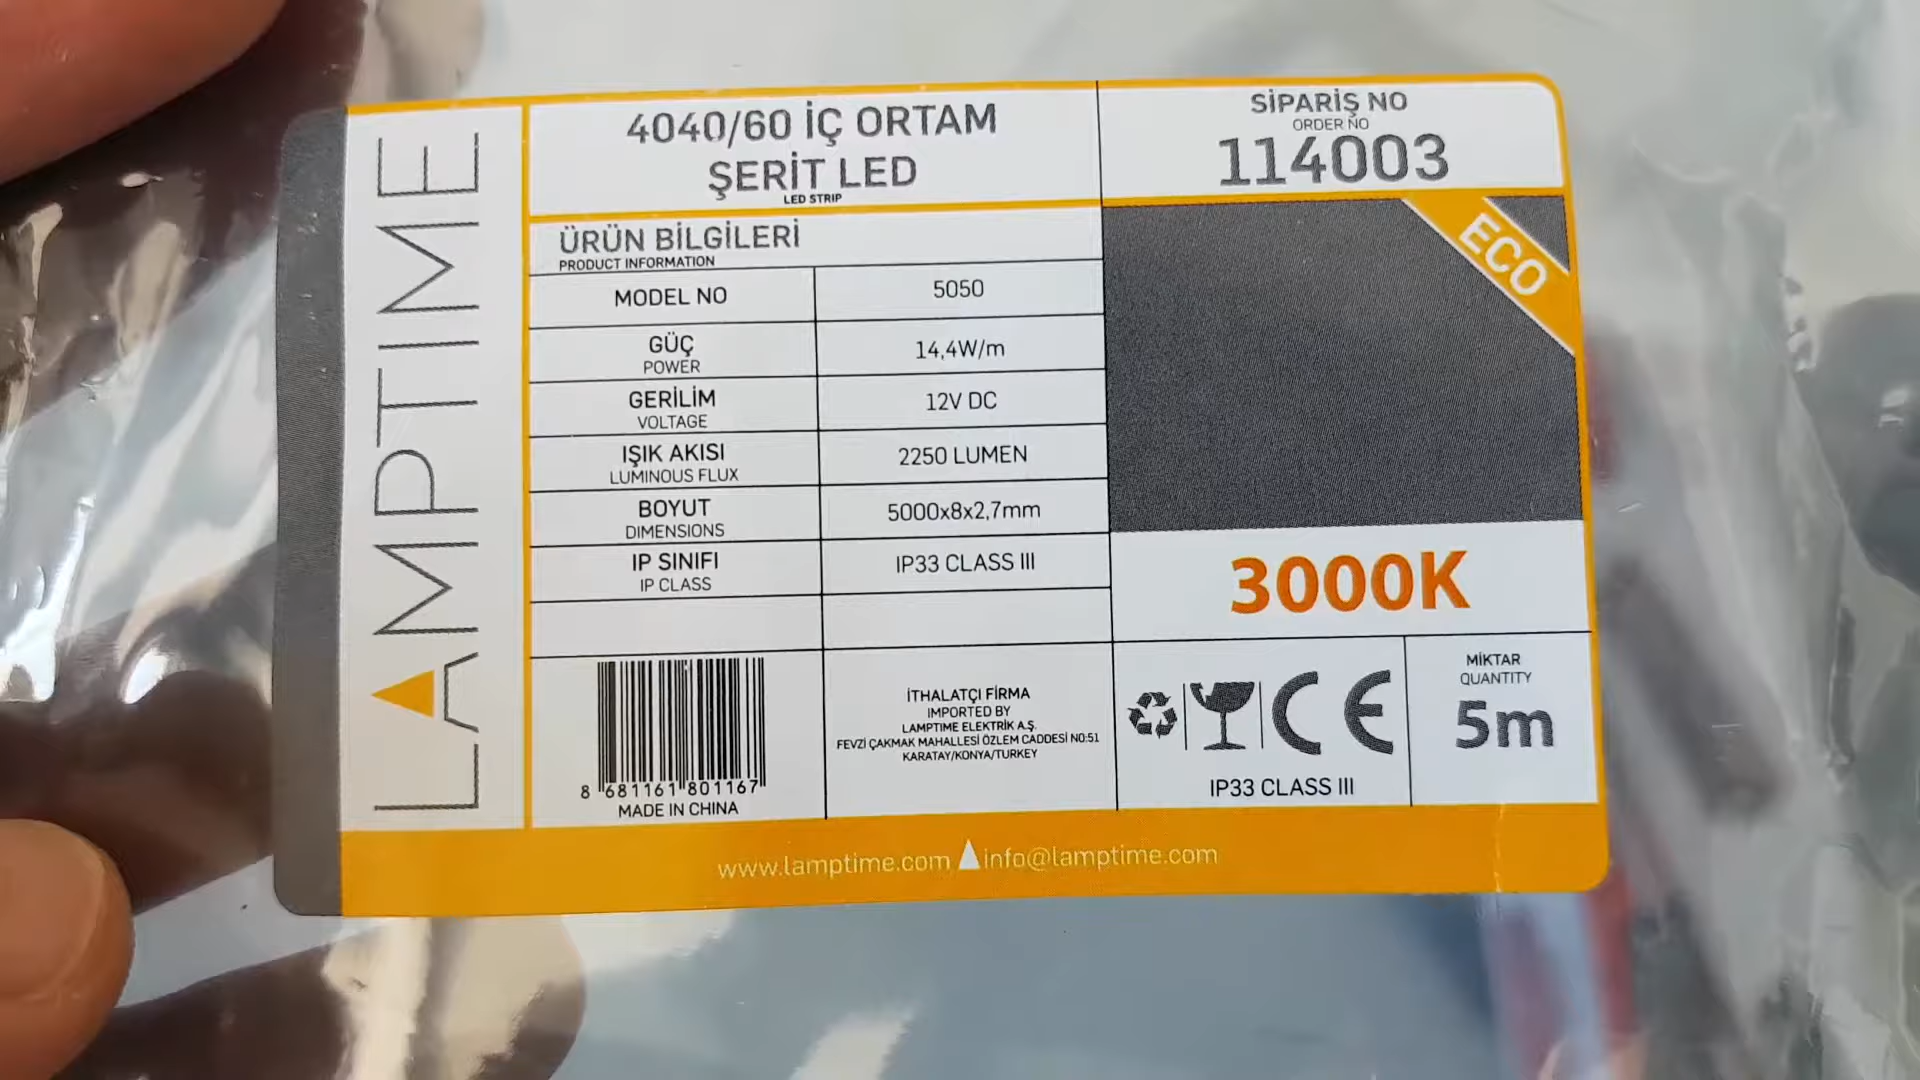 LAMPTIME
4040/60 İÇ ORTAM
ŞERİT LED
LED STRIP
SİPARİŞ NO
ORDER NO
114003
ECO
ÜRÜN BİLGİLERİ
PRODUCT INFORMATION
MODEL NO
5050
GÜÇ
POWER
14,4W/m
GERİLİM
VOLTAGE
12V DC
IŞIK AKISI
LUMINOUS FLUX
2250 LUMEN
BOYUT
DIMENSIONS
5000x8x2,7mm
IP SINIFI
IP CLASS
IP33 CLASS III
3000K
8 681161 801167
MADE IN CHINA
İTHALATÇI FİRMA
IMPORTED BY
LAMPTIME ELEKTRİK A.Ş.
FEVZİ ÇAKMAK MAHALLESİ ÖZLEM CADDESİ NO:51
KARATAY/KONYA/TURKEY
CE
IP33 CLASS III
MİKTAR
QUANTITY
5m
www.lamptime.com info@lamptime.com